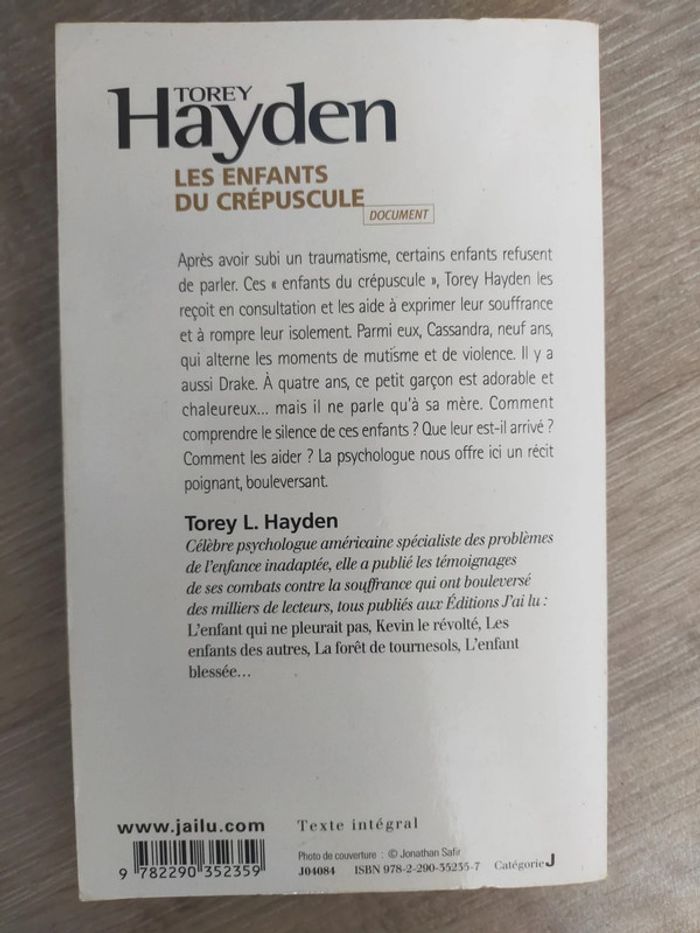 TOREY
Hayden
LES ENFANTS
DU CRÉPUSCULE
DOCUMENT
Après avoir subi un traumatisme, certains enfants refusent
de parler. Ces « enfants du crépuscule », Torey Hayden les
reçoit en consultation et les aide à exprimer leur souffrance
et à rompre leur isolement. Parmi eux, Cassandra, neuf ans,
qui alterne les moments de mutisme et de violence. Il y a
aussi Drake. À quatre ans, ce petit garçon est adorable et
chaleureux... mais il ne parle qu'à sa mère. Comment
comprendre le silence de ces enfants ? Que leur est-il arrivé ?
Comment les aider ? La psychologue nous offre ici un récit
poignant, bouleversant.
Torey L. Hayden
Célèbre psychologue américaine spécialiste des problèmes
de l'enfance inadaptée, elle a publié les témoignages
de ses combats contre la souffrance qui ont bouleversé
des milliers de lecteurs, tous publiés aux Éditions J'ai lu :
L'enfant qui ne pleurait pas, Kevin le révolté, Les
enfants des autres, La forêt de tournesols, L'enfant
blessée...
www.jailu.com
Texte intégral
Photo de couverture : © Jonathan Safir
J04084 ISBN 978-2-290-35235-7 Catégorie J
9 782290 352359